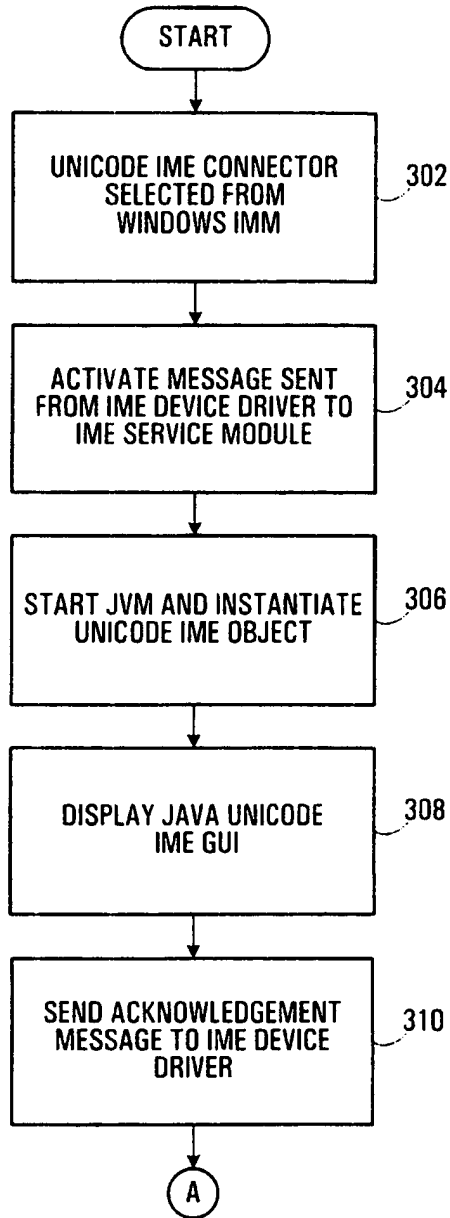 START
UNICODE IME CONNECTOR
SELECTED FROM
WINDOWS IMM
302
ACTIVATE MESSAGE SENT
FROM IME DEVICE DRIVER TO
IME SERVICE MODULE
304
START JVM AND INSTANTIATE
UNICODE IME OBJECT
306
DISPLAY JAVA UNICODE
IME GUI
308
SEND ACKNOWLEDGEMENT
MESSAGE TO IME DEVICE
DRIVER
310
A